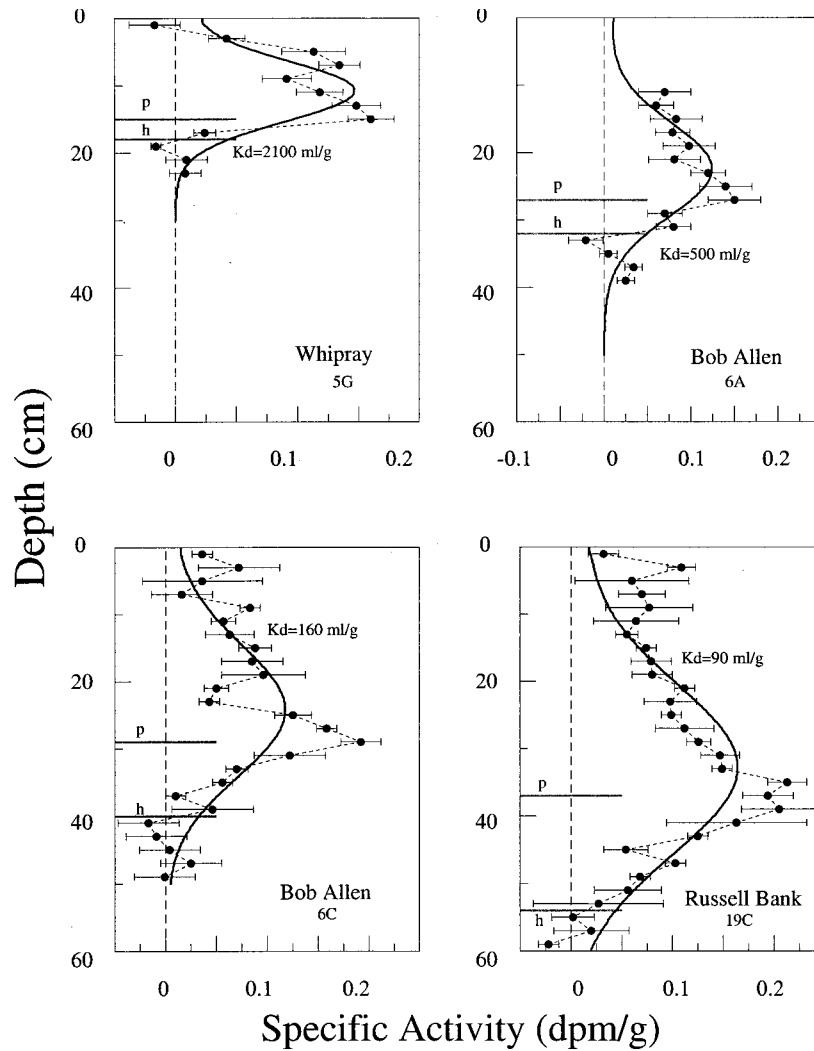 0
20
40
60
p
h
Kd=2100 ml/g
Whipray
5G
0
0.1
0.2
0
20
40
60
p
h
Kd=500 ml/g
Bob Allen
6A
-0.1
0
0.1
0.2
Depth (cm)
0
20
40
60
Kd=160 ml/g
p
h
Bob Allen
6C
0
0.1
0.2
0
20
40
60
Kd=90 ml/g
p
h
Russell Bank
19C
0
0.1
0.2
Specific Activity (dpm/g)